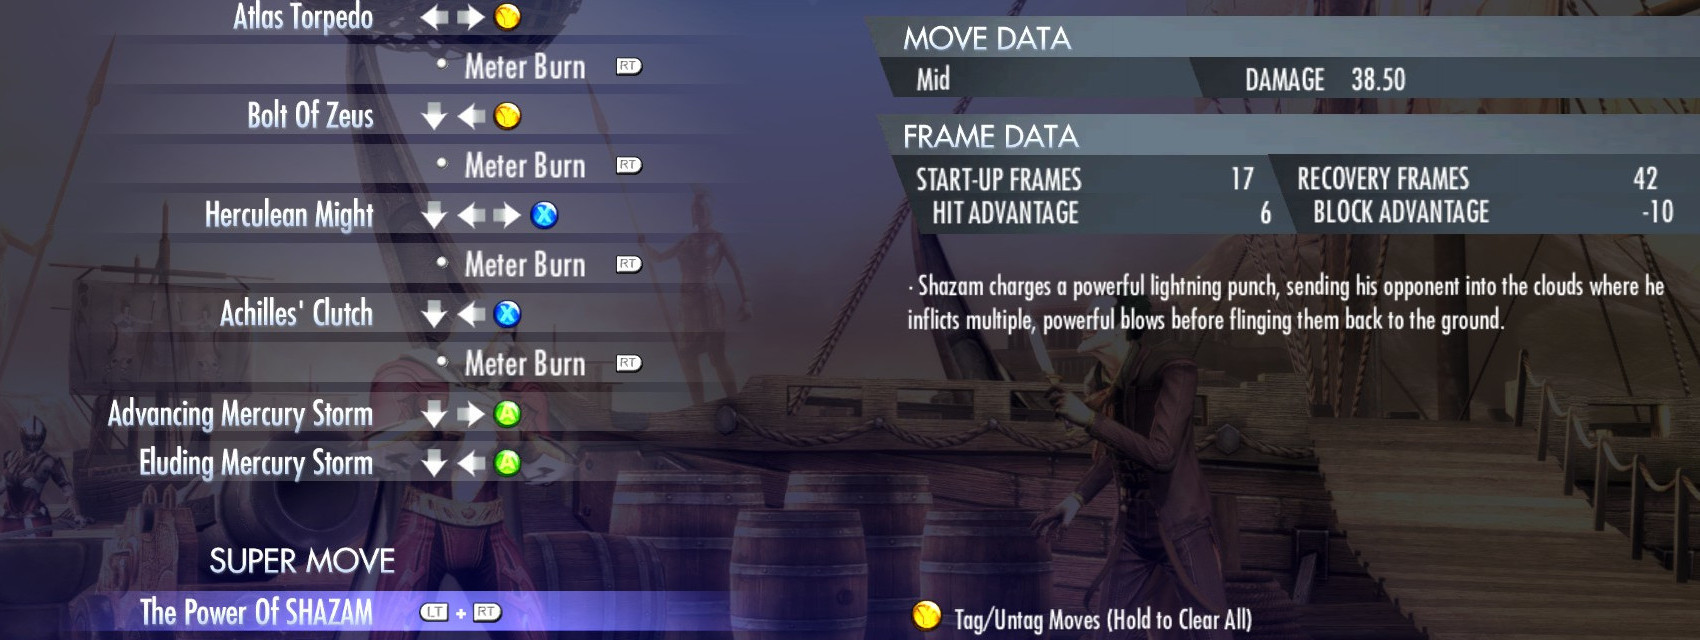 Atlas Torpedo Y
• Meter Burn RT
Bolt Of Zeus Y
• Meter Burn RT
Herculean Might X
• Meter Burn RT
Achilles' Clutch X
• Meter Burn RT
Advancing Mercury Storm A
Eluding Mercury Storm A
SUPER MOVE
The Power Of SHAZAM LT + RT
MOVE DATA
Mid DAMAGE 38.50
FRAME DATA
START-UP FRAMES 17 RECOVERY FRAMES 42
HIT ADVANTAGE 6 BLOCK ADVANTAGE -10
· Shazam charges a powerful lightning punch, sending his opponent into the clouds where he
inflicts multiple, powerful blows before flinging them back to the ground.
Y Tag/Untag Moves (Hold to Clear All)